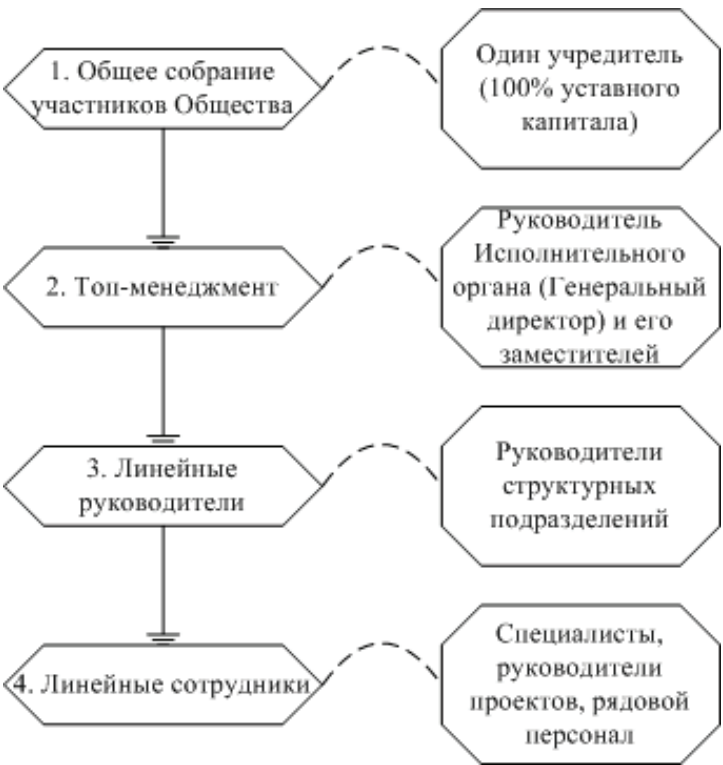 1. Общее собрание
участников Общества
Один учредитель
(100% уставного
капитала)
2. Топ-менеджмент
Руководитель
Исполнительного
органа (Генеральный
директор) и его
заместителей
3. Линейные
руководители
Руководители
структурных
подразделений
4. Линейные сотрудники
Специалисты,
руководители
проектов, рядовой
персонал